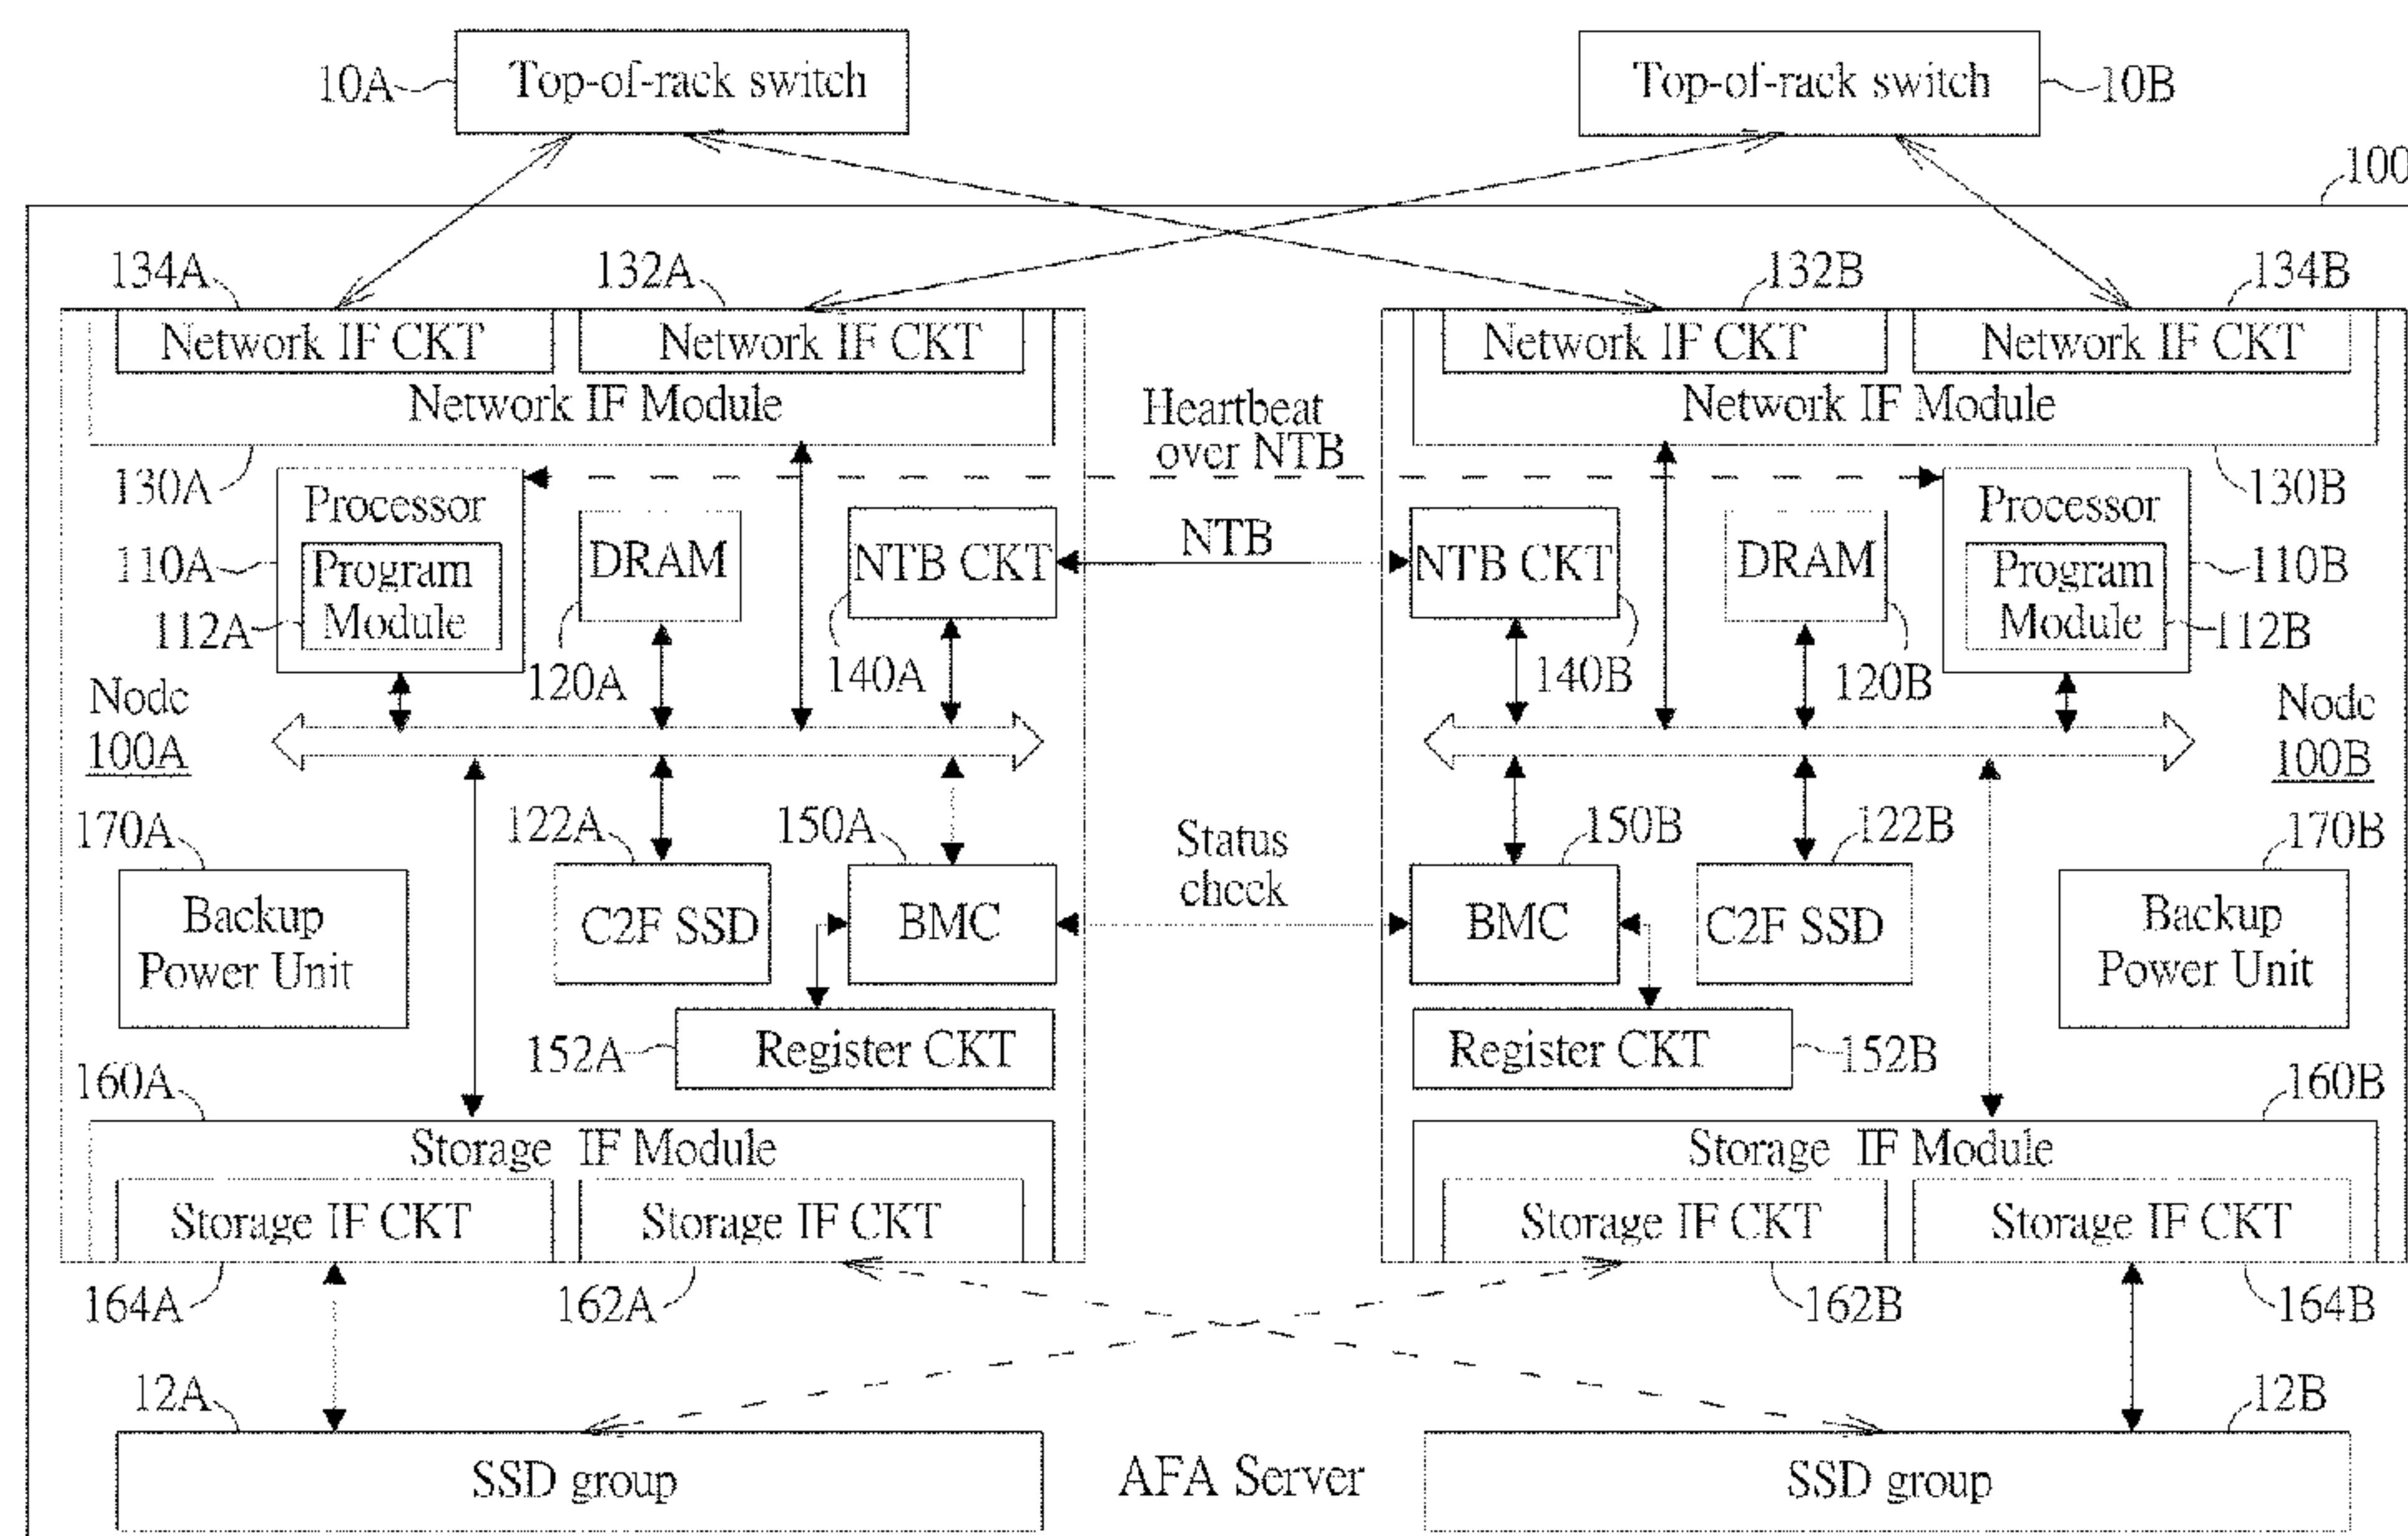 10A
Top-of-rack switch
Top-of-rack switch
10B
100
134A
132A
132B
134B
Network IF CKT
Network IF CKT
Network IF CKT
Network IF CKT
Network IF Module
Network IF Module
Heartbeat
over NTB
130A
130B
Processor
Processor
110A
Program
Module
112A
DRAM
NTB CKT
NTB
NTB CKT
DRAM
Program
Module
110B
112B
120A
140A
140B
120B
Node
100A
Node
100B
170A
122A
150A
Status
check
150B
122B
170B
Backup
Power Unit
C2F SSD
BMC
BMC
C2F SSD
Backup
Power Unit
152A
Register CKT
Register CKT
152B
160A
160B
Storage IF Module
Storage IF Module
Storage IF CKT
Storage IF CKT
Storage IF CKT
Storage IF CKT
164A
162A
162B
164B
12A
12B
SSD group
AFA Server
SSD group